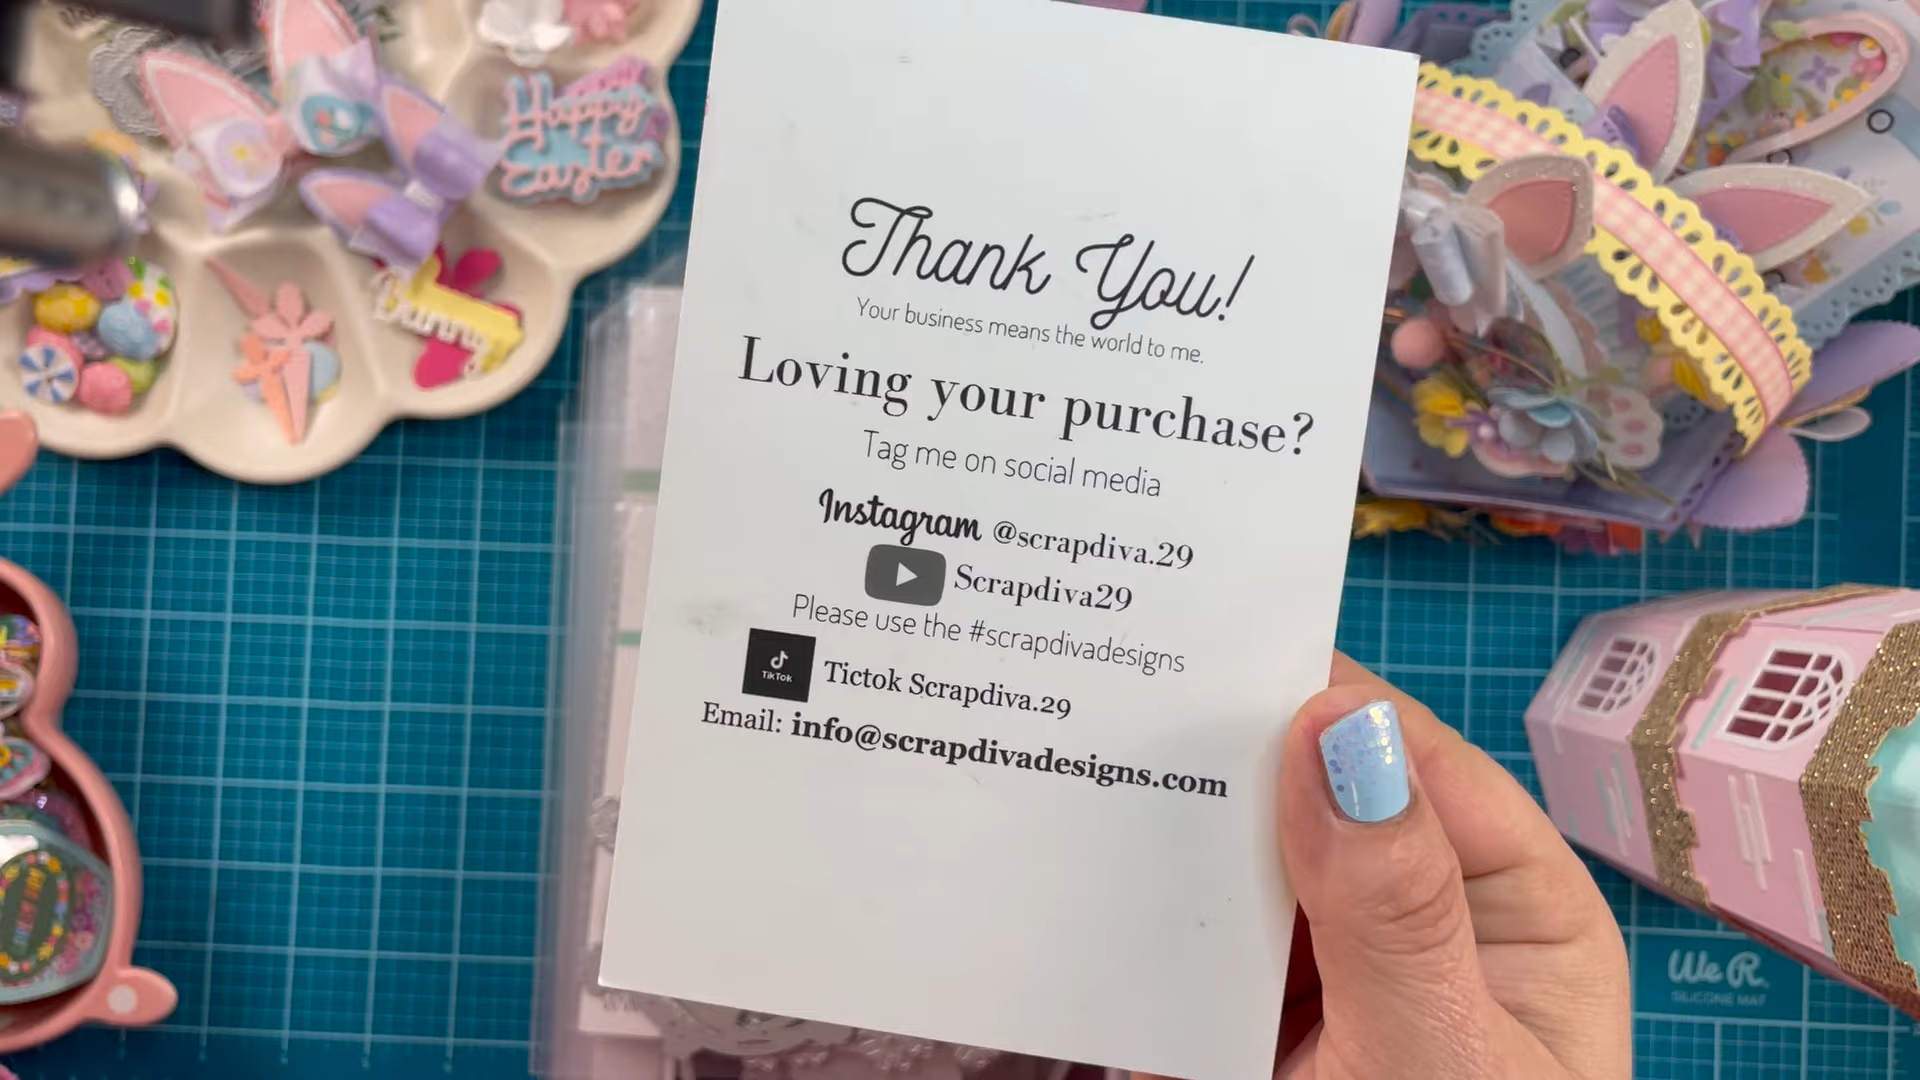 Happy
Easter
Bunny
Thank You!
Your business means the world to me.
Loving your purchase?
Tag me on social media
Instagram @scrapdiva.29
Scrapdiva29
Please use the #scrapdivadesigns
TikTok
Tictok Scrapdiva.29
Email: info@scrapdivadesigns.com
We R.
SILICONE MAT